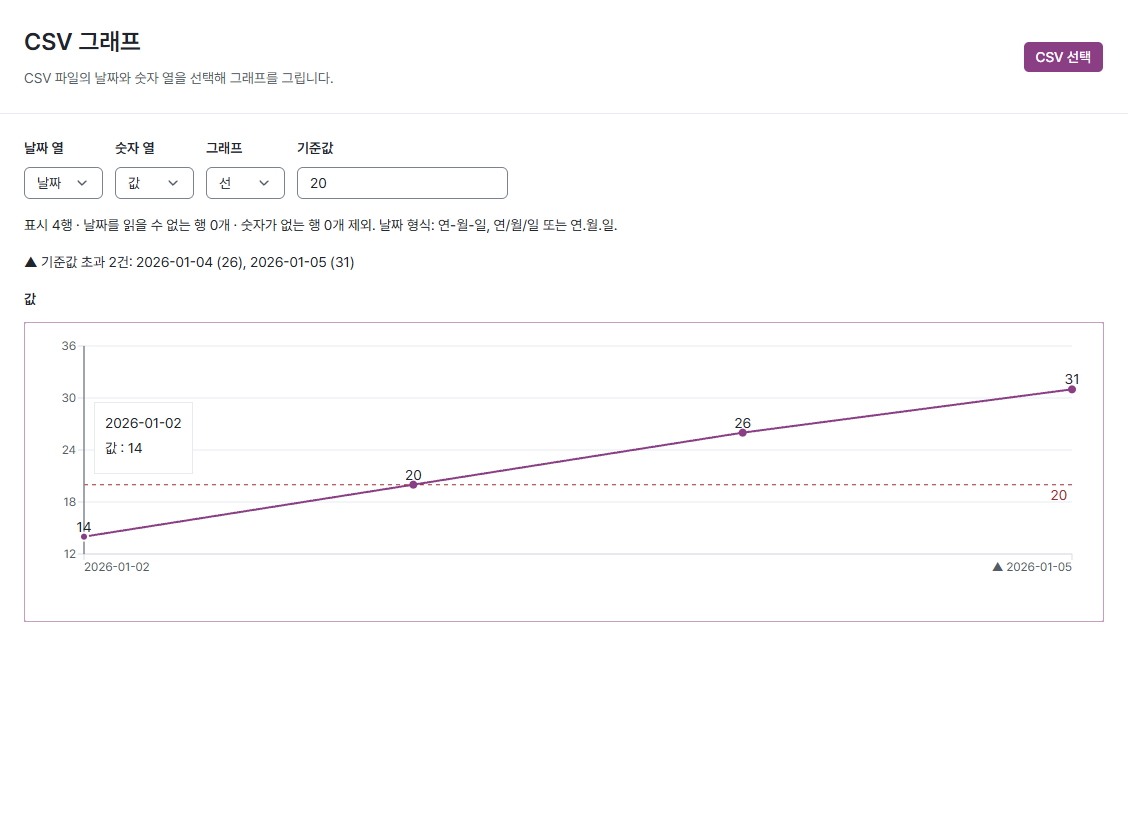 CSV 그래프
CSV 파일의 날짜와 숫자 열을 선택해 그래프를 그립니다.
CSV 선택
날짜 열
숫자 열
그래프
기준값
날짜
값
선
20
표시 4행 · 날짜를 읽을 수 없는 행 0개 · 숫자가 없는 행 0개 제외. 날짜 형식: 연-월-일, 연/월/일 또는 연.월.일.
▲ 기준값 초과 2건: 2026-01-04 (26), 2026-01-05 (31)
값
36
30
24
18
12
2026-01-02
값 : 14
14
20
26
31
20
2026-01-02
▲ 2026-01-05